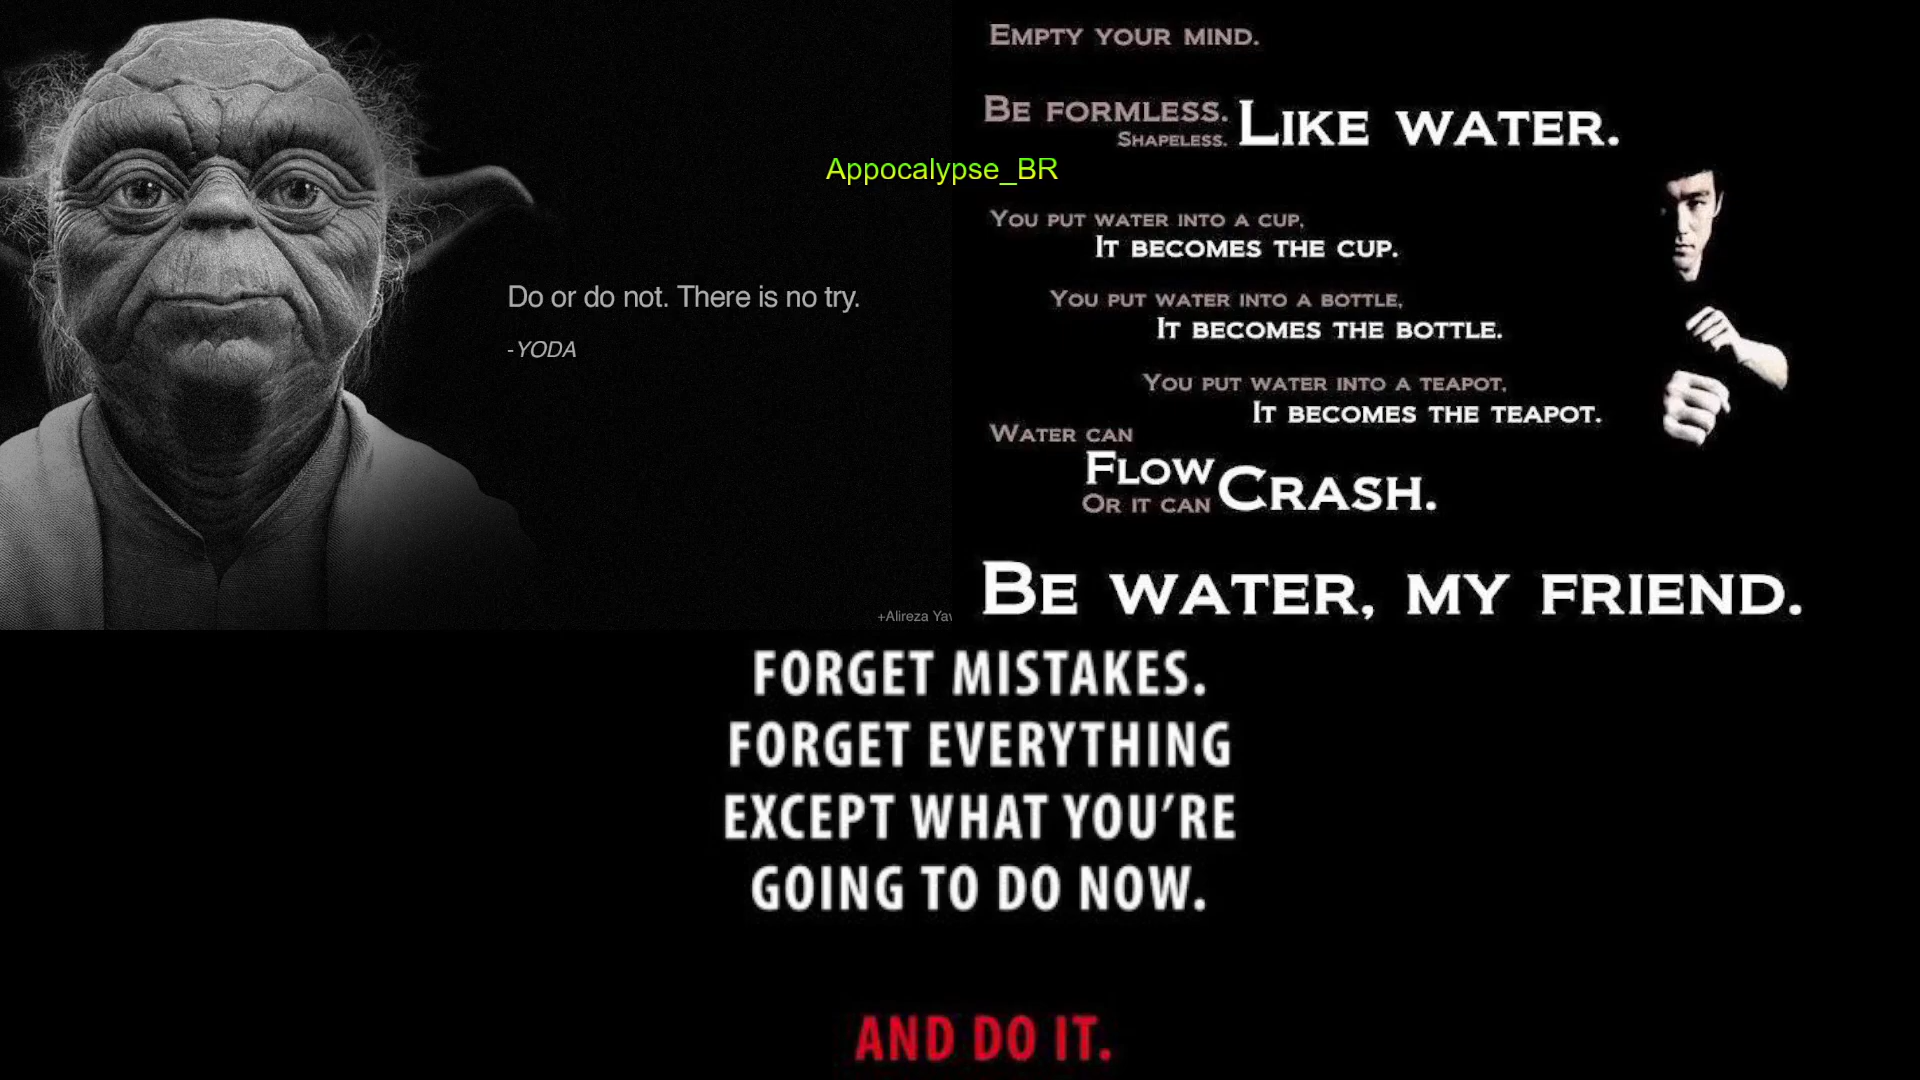 Do or do not. There is no try.
-YODA
+Alireza
Appocalypse_BR
EMPTY YOUR MIND.
BE FORMLESS.
SHAPELESS.
LIKE WATER.
YOU PUT WATER INTO A CUP,
IT BECOMES THE CUP.
YOU PUT WATER INTO A BOTTLE,
IT BECOMES THE BOTTLE.
YOU PUT WATER INTO A TEAPOT,
IT BECOMES THE TEAPOT.
WATER CAN
FLOW
OR IT CAN
CRASH.
BE WATER, MY FRIEND.
FORGET MISTAKES.
FORGET EVERYTHING
EXCEPT WHAT YOU’RE
GOING TO DO NOW.
AND DO IT.